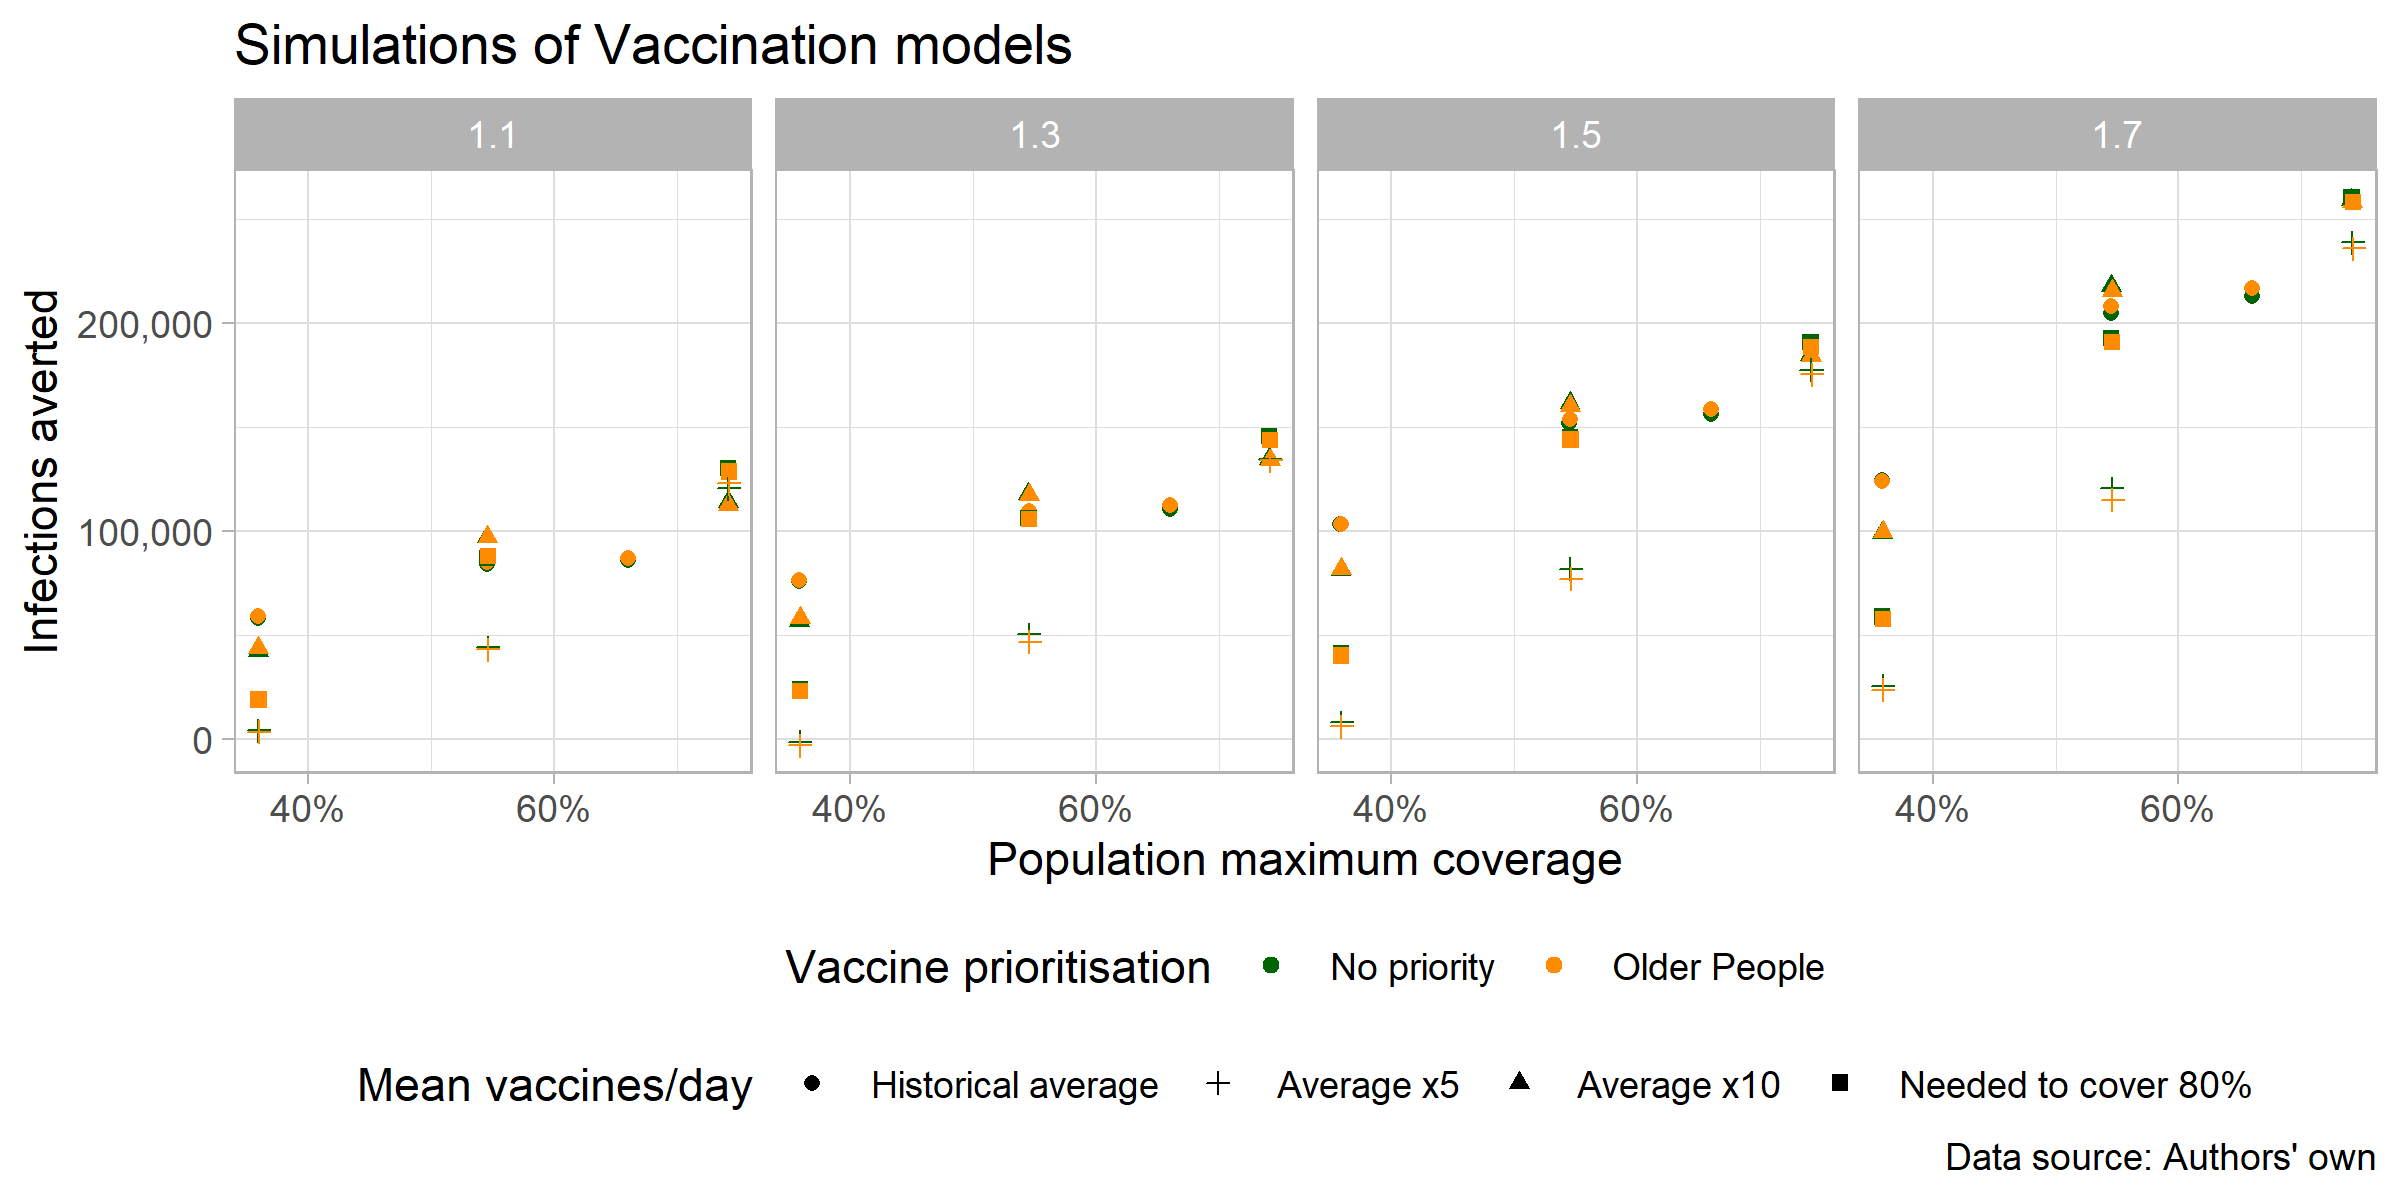 Simulations of Vaccination models
1.1 1.3 1.5 1.7
Infections averted
200,000
100,000
0
40% 60% 40% 60% 40% 60% 40% 60%
Population maximum coverage
Vaccine prioritisation No priority Older People
Mean vaccines/day Historical average Average x5 Average x10 Needed to cover 80%
Data source: Authors' own